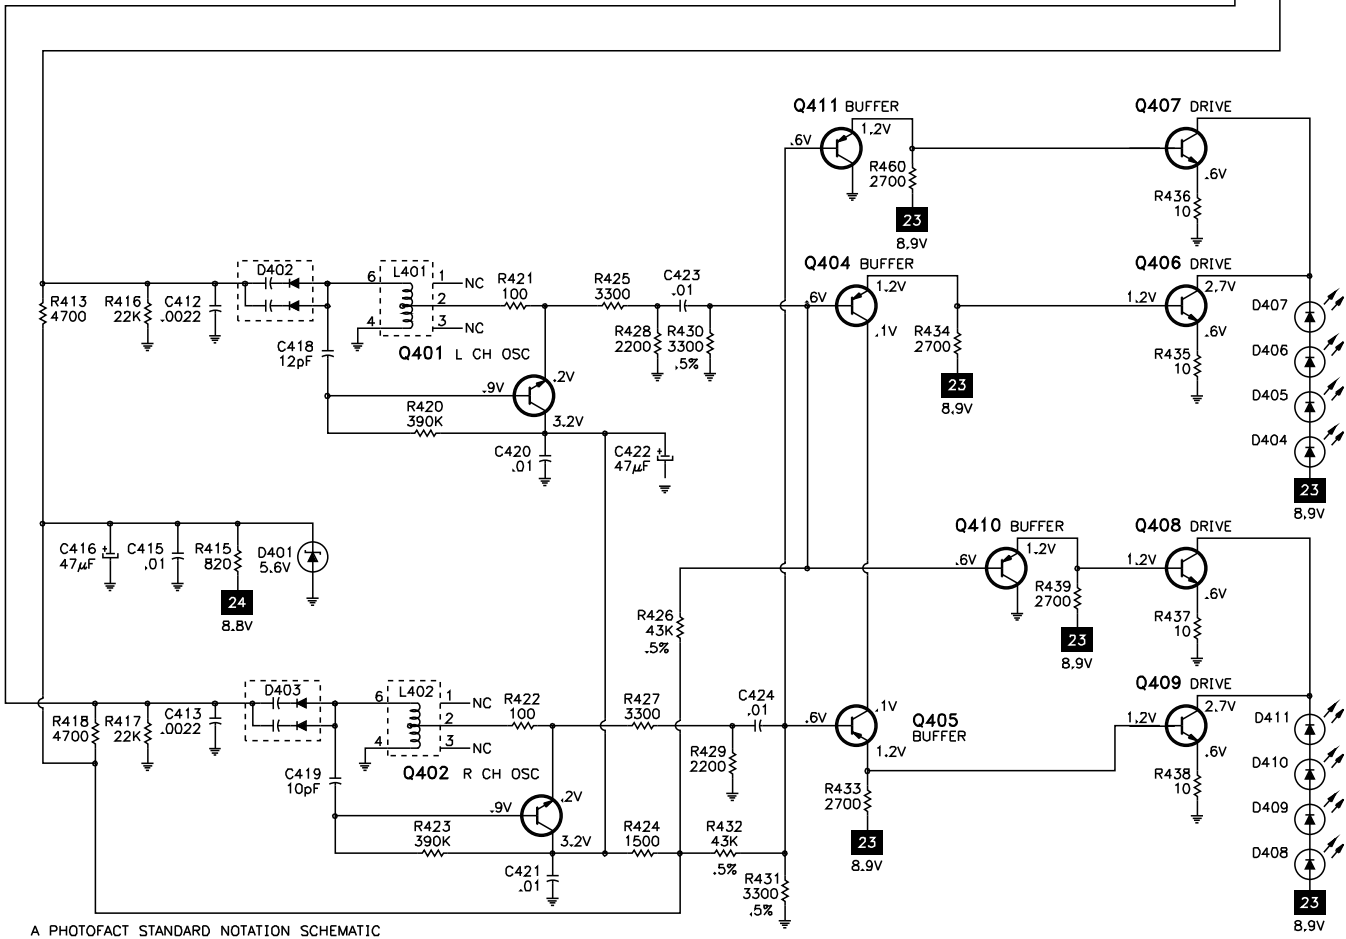 Q411 BUFFER
Q407 DRIVE
.6V
1.2V
R460
2700
23
8.9V
.6V
R436
10
Q404 BUFFER
Q406 DRIVE
D402
L401
6
1
NC
2
4
3
NC
R413
4700
R416
22K
C412
.0022
R421
100
R425
3300
C423
.01
.6V
1.2V
.1V
1.2V
2.7V
.6V
D407
R428
2200
R430
3300
.5%
R434
2700
R435
10
C418
12pF
Q401 L CH OSC
D406
.9V
.2V
23
8.9V
D405
R420
390K
3.2V
D404
C420
.01
C422
+
47µF
23
8.9V
Q410 BUFFER
Q408 DRIVE
C416
+
47µF
C415
.01
R415
820
D401
5.6V
.6V
1.2V
1.2V
R439
2700
.6V
24
8.8V
R426
43K
.5%
R437
10
23
8.9V
Q409 DRIVE
D403
L402
6
1
NC
2
4
3
NC
R418
4700
R417
22K
C413
.0022
R422
100
R427
3300
C424
.01
.6V
.1V
1.2V
Q405
BUFFER
1.2V
2.7V
.6V
D411
R429
2200
C419
10pF
Q402 R CH OSC
R433
2700
R438
10
D410
.9V
.2V
D409
R423
390K
3.2V
R424
1500
R432
43K
.5%
23
8.9V
D408
C421
.01
R431
3300
.5%
23
8.9V
A PHOTOFACT STANDARD NOTATION SCHEMATIC